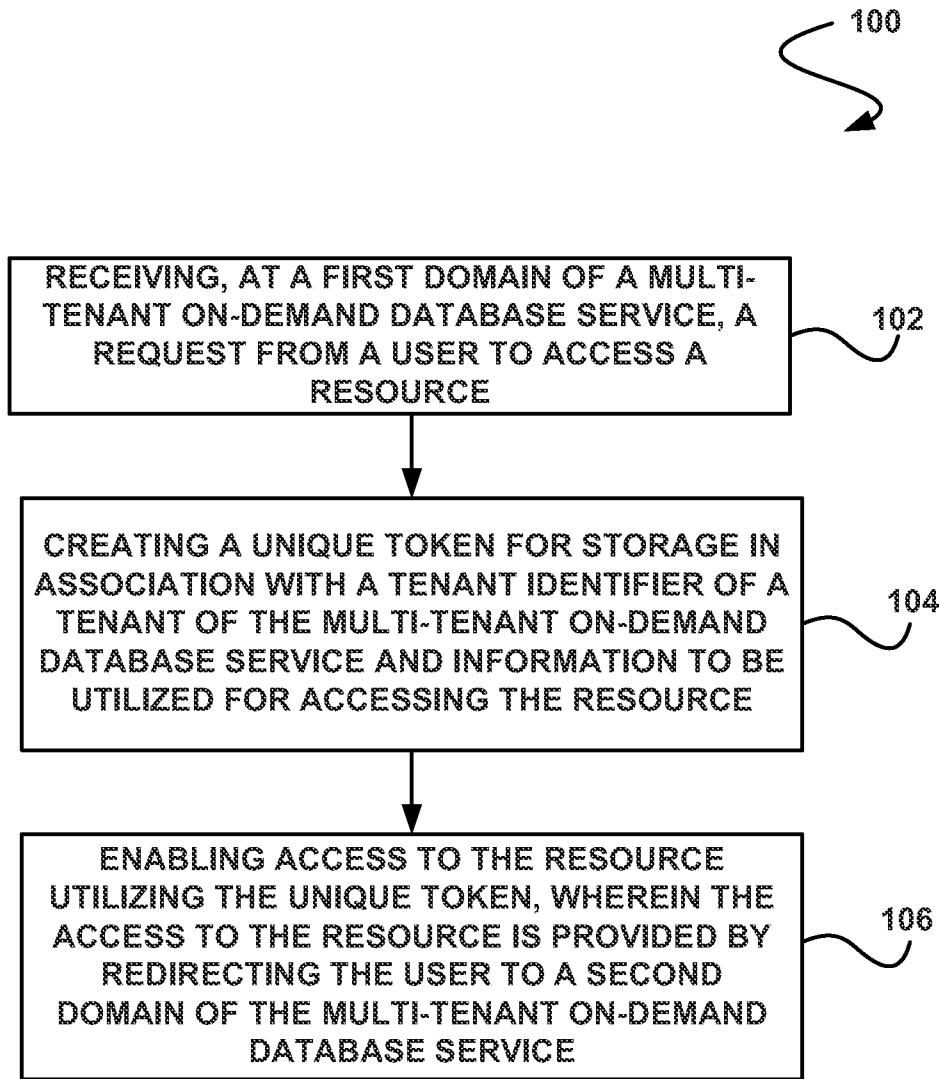 100
RECEIVING, AT A FIRST DOMAIN OF A MULTI-
TENANT ON-DEMAND DATABASE SERVICE, A
REQUEST FROM A USER TO ACCESS A
RESOURCE
102
CREATING A UNIQUE TOKEN FOR STORAGE IN
ASSOCIATION WITH A TENANT IDENTIFIER OF A
TENANT OF THE MULTI-TENANT ON-DEMAND
DATABASE SERVICE AND INFORMATION TO BE
UTILIZED FOR ACCESSING THE RESOURCE
104
ENABLING ACCESS TO THE RESOURCE
UTILIZING THE UNIQUE TOKEN, WHEREIN THE
ACCESS TO THE RESOURCE IS PROVIDED BY
REDIRECTING THE USER TO A SECOND
DOMAIN OF THE MULTI-TENANT ON-DEMAND
DATABASE SERVICE
106